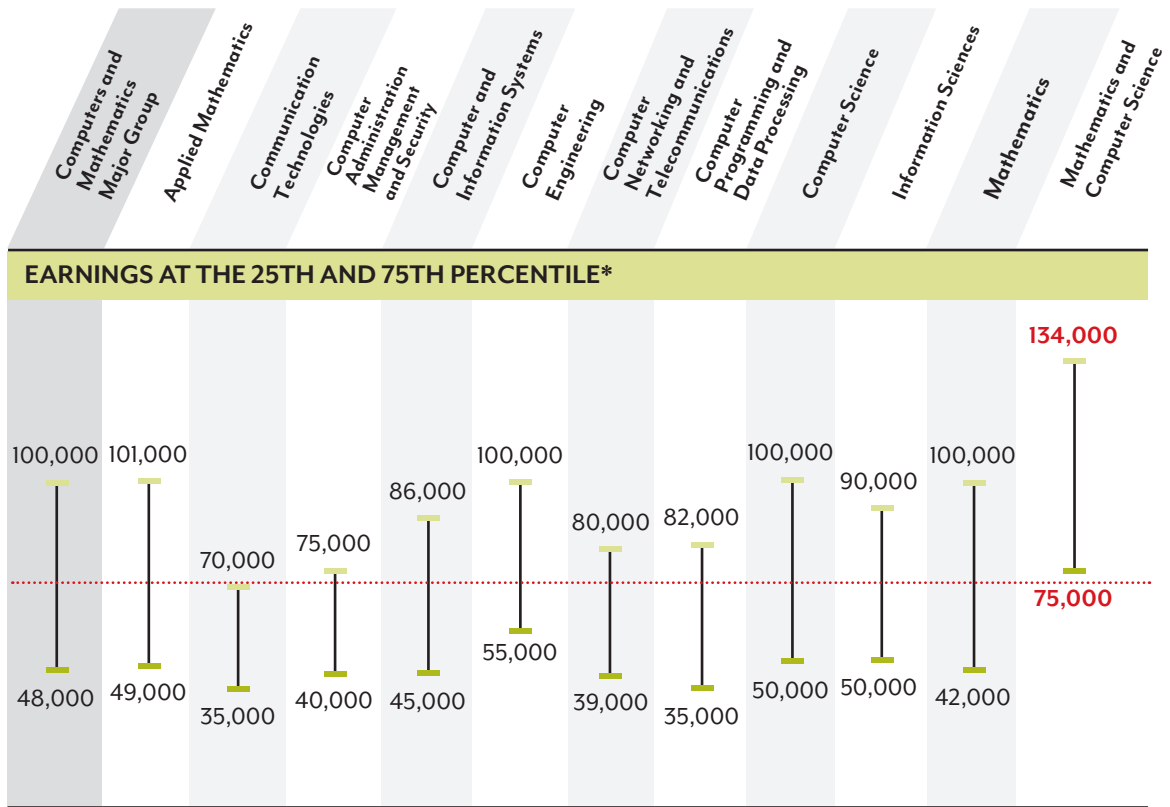 Computers and
Mathematics
Major Group
Applied Mathematics
Communication
Technologies
Computer
Administration
Management
and Security
Computer and
Information Systems
Computer
Engineering
Computer
Networking and
Telecommunications
Computer
Programming and
Data Processing
Computer Science
Information Sciences
Mathematics
Mathematics and
Computer Science
EARNINGS AT THE 25TH AND 75TH PERCENTILE*
134,000
100,000
101,000
100,000
100,000
100,000
90,000
86,000
80,000
82,000
75,000
70,000
75,000
55,000
48,000
49,000
35,000
40,000
45,000
39,000
35,000
50,000
50,000
42,000